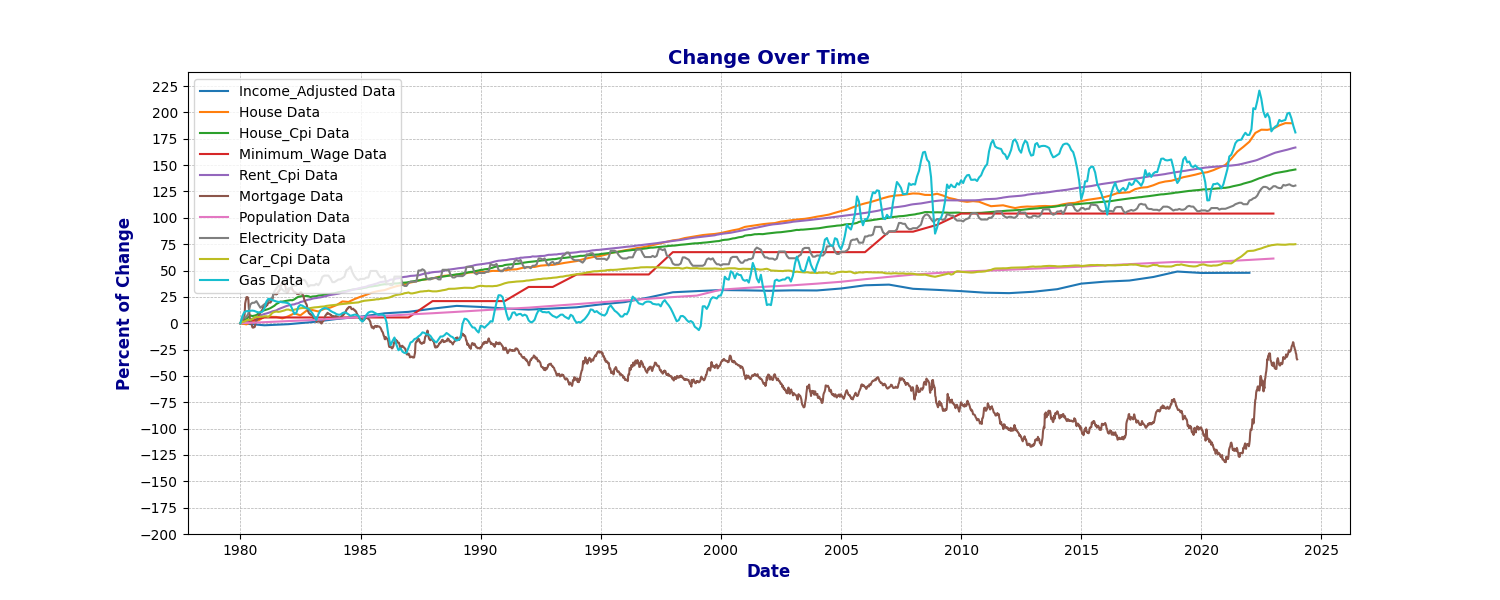 Change Over Time
Percent of Change
225
200
175
150
125
100
75
50
25
0
−25
−50
−75
−100
−125
−150
−175
−200
Income_Adjusted Data
House Data
House_Cpi Data
Minimum_Wage Data
Rent_Cpi Data
Mortgage Data
Population Data
Electricity Data
Car_Cpi Data
Gas Data
1980 1985 1990 1995 2000 2005 2010 2015 2020 2025
Date